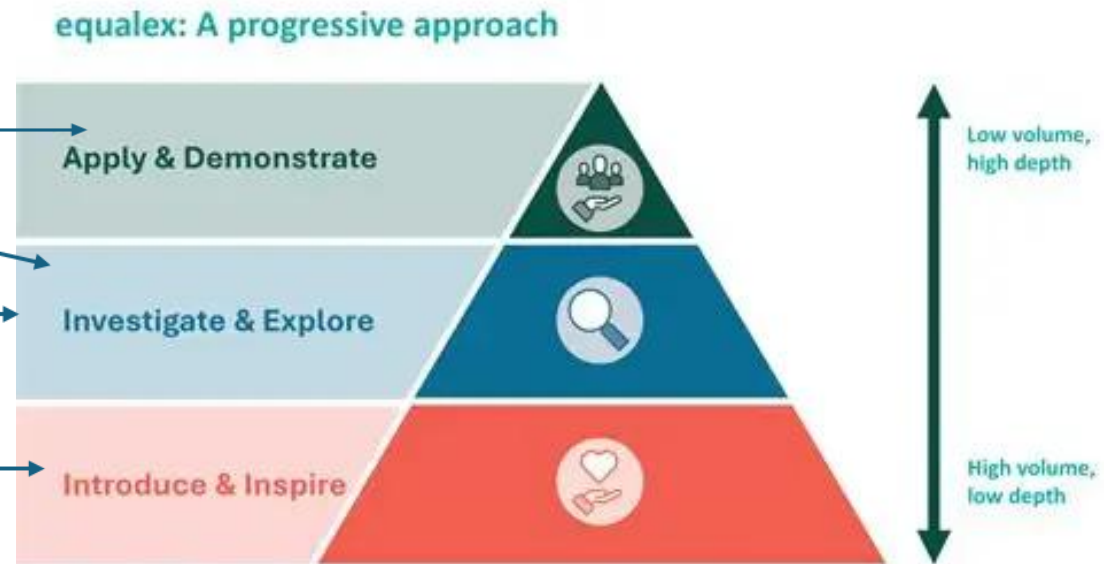 equalex: A progressive approach
Apply & Demonstrate
Low volume,
high depth
Investigate & Explore
Introduce & Inspire
High volume,
low depth